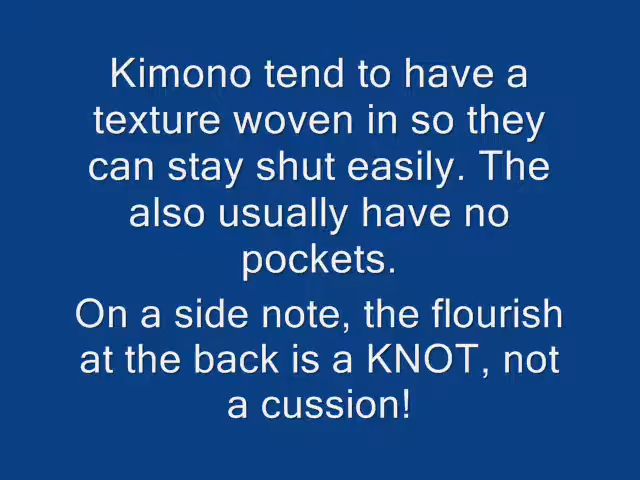 Kimono tend to have a
texture woven in so they
can stay shut easily. The
also usually have no
pockets.
On a side note, the flourish
at the back is a KNOT, not
a cussion!